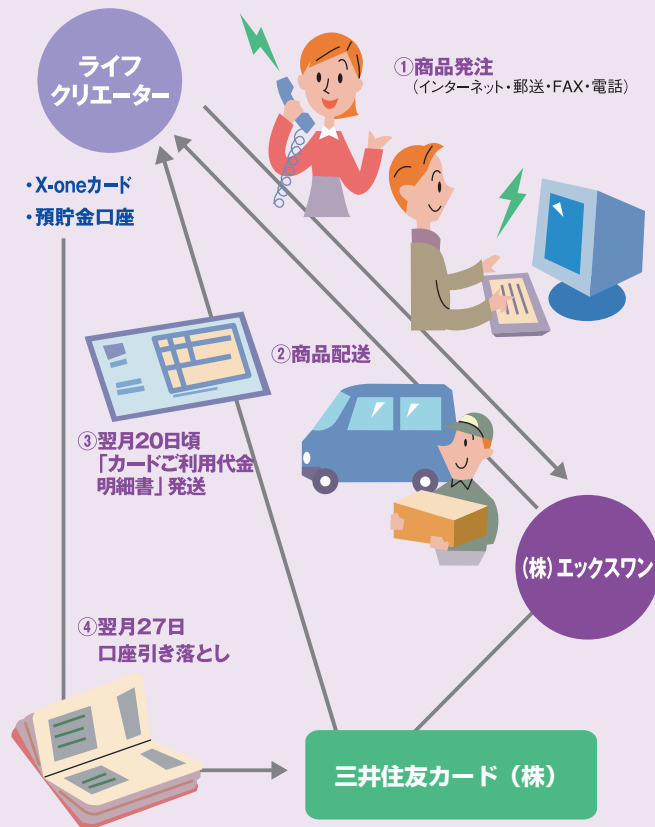 ライフ
クリエーター
①商品発注
(インターネット・郵送・FAX・電話)
・X-oneカード
・預貯金口座
②商品配送
③翌月20日頃
「カードご利用代金
明細書」発送
(株)エックスワン
④翌月27日
口座引き落とし
三井住友カード(株)